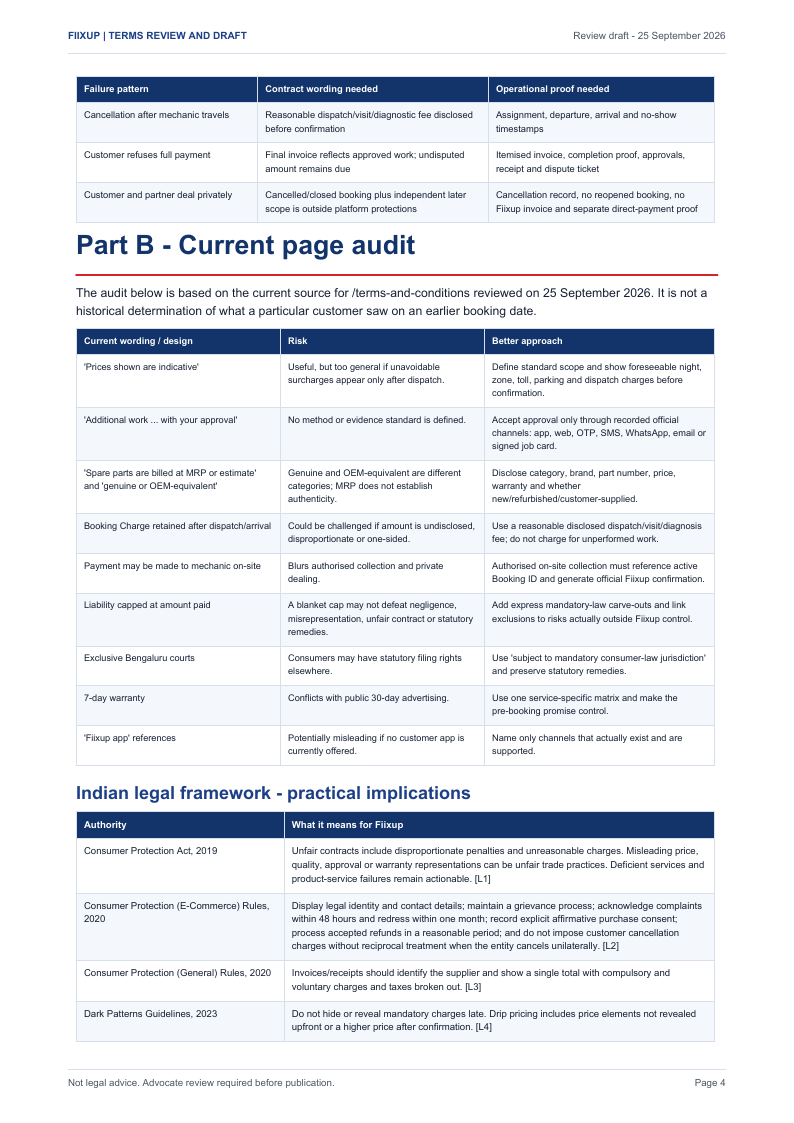 FIIXUP | TERMS REVIEW AND DRAFT
Review draft - 25 September 2026
Failure pattern
Contract wording needed
Operational proof needed
Cancellation after mechanic travels
Reasonable dispatch/visit/diagnostic fee disclosed
before confirmation
Assignment, departure, arrival and no-show
timestamps
Customer refuses full payment
Final invoice reflects approved work; undisputed
amount remains due
Itemised invoice, completion proof, approvals,
receipt and dispute ticket
Customer and partner deal privately
Cancelled/closed booking plus independent later
scope is outside platform protections
Cancellation record, no reopened booking, no
Fiixup invoice and separate direct-payment proof
Part B - Current page audit
The audit below is based on the current source for /terms-and-conditions reviewed on 25 September 2026. It is not a
historical determination of what a particular customer saw on an earlier booking date.
Current wording / design
Risk
Better approach
'Prices shown are indicative'
Useful, but too general if unavoidable
surcharges appear only after dispatch.
Define standard scope and show foreseeable night,
zone, toll, parking and dispatch charges before
confirmation.
'Additional work ... with your approval'
No method or evidence standard is defined.
Accept approval only through recorded official
channels: app, web, OTP, SMS, WhatsApp, email or
signed job card.
'Spare parts are billed at MRP or estimate'
and 'genuine or OEM-equivalent'
Genuine and OEM-equivalent are different
categories; MRP does not establish
authenticity.
Disclose category, brand, part number, price,
warranty and whether
new/refurbished/customer-supplied.
Booking Charge retained after dispatch/arrival
Could be challenged if amount is undisclosed,
disproportionate or one-sided.
Use a reasonable disclosed dispatch/visit/diagnosis
fee; do not charge for unperformed work.
Payment may be made to mechanic on-site
Blurs authorised collection and private
dealing.
Authorised on-site collection must reference active
Booking ID and generate official Fiixup confirmation.
Liability capped at amount paid
A blanket cap may not defeat negligence,
misrepresentation, unfair contract or statutory
remedies.
Add express mandatory-law carve-outs and link
exclusions to risks actually outside Fiixup control.
Exclusive Bengaluru courts
Consumers may have statutory filing rights
elsewhere.
Use 'subject to mandatory consumer-law jurisdiction'
and preserve statutory remedies.
7-day warranty
Conflicts with public 30-day advertising.
Use one service-specific matrix and make the
pre-booking promise control.
'Fiixup app' references
Potentially misleading if no customer app is
currently offered.
Name only channels that actually exist and are
supported.
Indian legal framework - practical implications
Authority
What it means for Fiixup
Consumer Protection Act, 2019
Unfair contracts include disproportionate penalties and unreasonable charges. Misleading price,
quality, approval or warranty representations can be unfair trade practices. Deficient services and
product-service failures remain actionable. [L1]
Consumer Protection (E-Commerce) Rules,
2020
Display legal identity and contact details; maintain a grievance process; acknowledge complaints
within 48 hours and redress within one month; record explicit affirmative purchase consent;
process accepted refunds in a reasonable period; and do not impose customer cancellation
charges without reciprocal treatment when the entity cancels unilaterally. [L2]
Consumer Protection (General) Rules, 2020
Invoices/receipts should identify the supplier and show a single total with compulsory and
voluntary charges and taxes broken out. [L3]
Dark Patterns Guidelines, 2023
Do not hide or reveal mandatory charges late. Drip pricing includes price elements not revealed
upfront or a higher price after confirmation. [L4]
Not legal advice. Advocate review required before publication.
Page 4